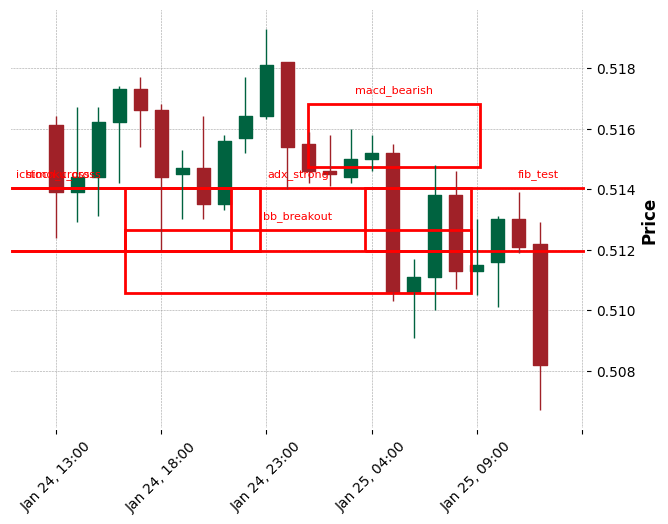 macd_bearish
adx_strong
fib_test
bb_breakout
0.518
0.516
0.514
0.512
0.510
0.508
Price
Jan 24, 13:00
Jan 24, 18:00
Jan 24, 23:00
Jan 25, 04:00
Jan 25, 09:00